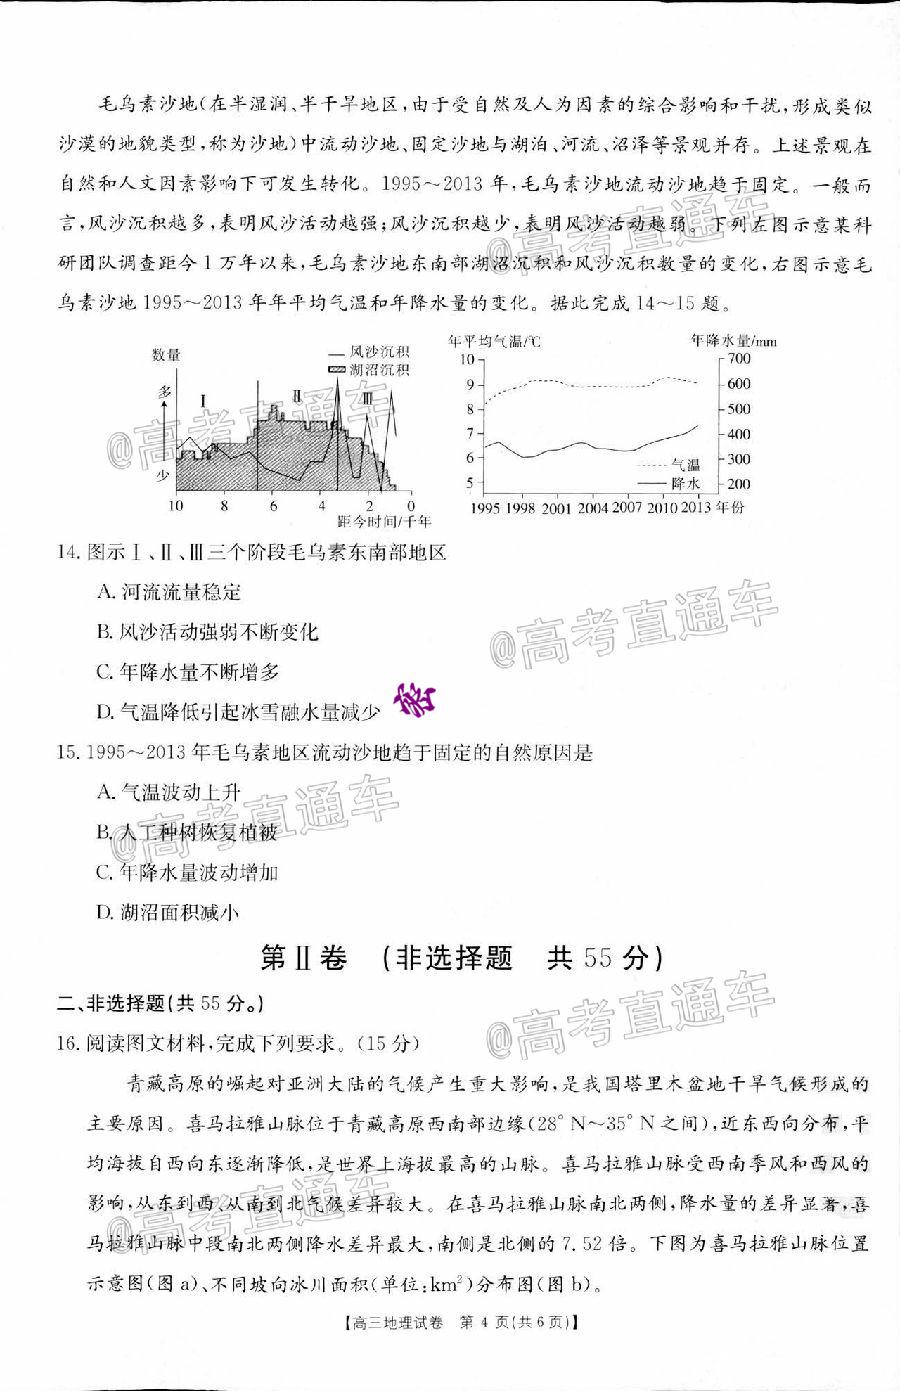 毛乌素沙地(在半湿润、半干旱地区,由于受自然及人为因素的综合影响和干扰,形成类似
沙漠的地貌类型,称为沙地)中流动沙地、固定沙地与湖泊、河流、沼泽等景观并存。上述景观在
自然和人文因素影响下可发生转化。1995～2013年,毛乌素沙地流动沙地趋于固定。一般而
言,风沙沉积越多,表明风沙活动越强;风沙沉积越少,表明风沙活动越弱。下列左图示意某科
研团队调查距今1万年以来,毛乌素沙地东南部湖沼沉积和风沙沉积数量的变化,右图示意毛
乌素沙地1995～2013年年平均气温和年降水量的变化。据此完成14～15题。
数量
多
少
Ⅰ
Ⅱ
Ⅲ
风沙沉积
湖沼沉积
10 8 6 4 2 0
距今时间/千年
年平均气温/℃ 年降水量/mm
10 700
9 600
8 500
7 400
6 300
5 200
气温
降水
1995 1998 2001 2004 2007 2010 2013 年份
14.图示Ⅰ、Ⅱ、Ⅲ三个阶段毛乌素东南部地区
A.河流流量稳定
B.风沙活动强弱不断变化
C.年降水量不断增多
D.气温降低引起冰雪融水量减少
密
15.1995～2013年毛乌素地区流动沙地趋于固定的自然原因是
A.气温波动上升
B.人工种树恢复植被
C.年降水量波动增加
D.湖沼面积减小
第Ⅱ卷 (非选择题 共55分)
二、非选择题(共55分。)
16.阅读图文材料,完成下列要求。(15分)
青藏高原的崛起对亚洲大陆的气候产生重大影响,是我国塔里木盆地干旱气候形成的
主要原因。喜马拉雅山脉位于青藏高原西南部边缘(28°N～35°N之间),近东西向分布,平
均海拔自西向东逐渐降低,是世界上海拔最高的山脉。喜马拉雅山脉受西南季风和西风的
影响,从东到西、从南到北气候差异较大。在喜马拉雅山脉南北两侧,降水量的差异显著,喜
马拉雅山脉中段南北两侧降水差异最大,南侧是北侧的7.52倍。下图为喜马拉雅山脉位置
示意图(图a)、不同坡向冰川面积(单位:km²)分布图(图b)。
【高三地理试卷 第4页(共6页)】
@高考直通车
@高考直通车
@高考直通车
@高考直通车
@高考直通车
@高考直通车